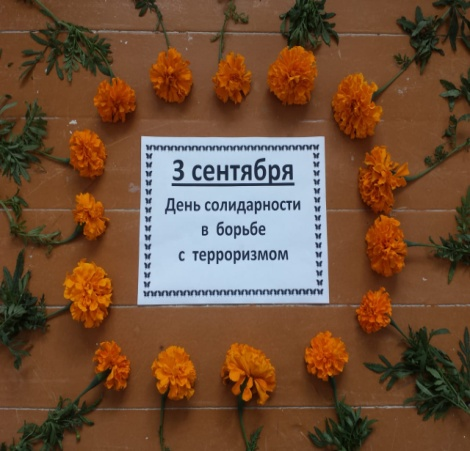 3 сентября
День солидарности
в борьбе
с терроризмом